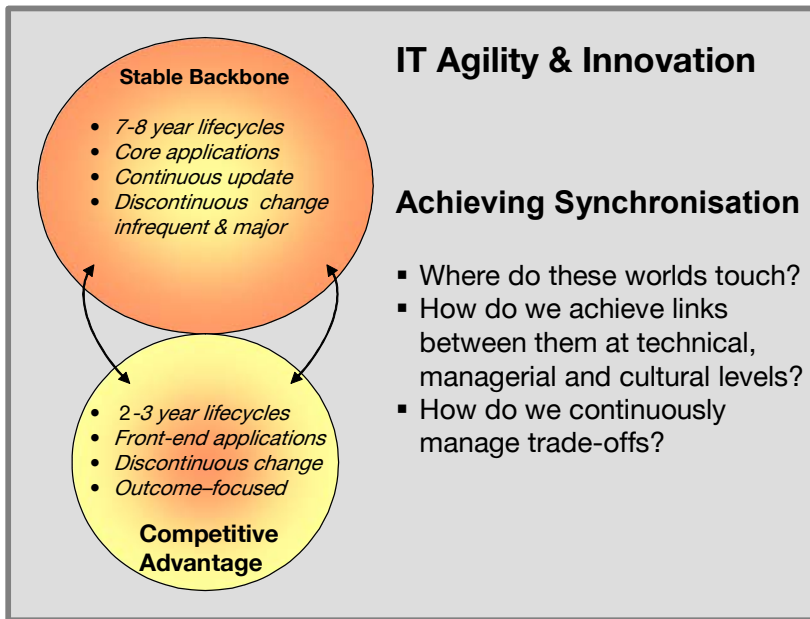 Stable Backbone
• 7-8 year lifecycles
• Core applications
• Continuous update
• Discontinuous change
infrequent & major
• 2-3 year lifecycles
• Front-end applications
• Discontinuous change
• Outcome–focused
Competitive
Advantage
IT Agility & Innovation
Achieving Synchronisation
▪ Where do these worlds touch?
▪ How do we achieve links
between them at technical,
managerial and cultural levels?
▪ How do we continuously
manage trade-offs?